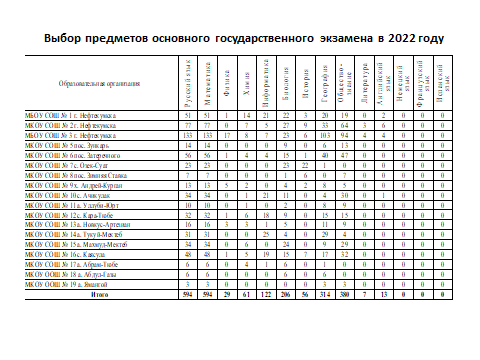 Выбор предметов основного государственного экзамена в 2022 году
Образовательная организация Русский язык Математика Физика Химия Информатика Биология История География Общество-знание Литература Английский язык Немецкий язык Французский язык Испанский язык
МБОУ СОШ № 1 г. Нефтекумска 51 51 1 14 21 22 3 20 19 0 2 0 0 0
МКОУ СОШ № 2 г. Нефтекумска 77 77 0 7 5 27 9 33 64 3 6 0 0 0
МБОУ СОШ № 3 г. Нефтекумска 133 133 17 8 7 23 6 103 94 4 4 0 0 0
МКОУ СОШ № 5 пос. Зункарь 14 14 0 0 0 9 0 6 13 0 0 0 0 0
МКОУ СОШ № 6 пос. Затеречного 56 56 1 4 4 15 1 40 47 0 0 0 0 0
МКОУ СОШ № 7 с. Озек-Суат 23 23 0 0 0 23 22 1 0 0 0 0 0 0
МКОУ СОШ № 8 пос. Зимняя Ставка 7 7 0 0 0 1 6 0 7 0 0 0 0 0
МКОУ СОШ № 9 х. Андрей-Курган 13 13 5 2 0 4 2 8 5 0 0 0 0 0
МКОУ СОШ № 10 с. Ачикулак 34 34 0 1 21 11 0 4 30 0 1 0 0 0
МКОУ СОШ № 11 а. Уллуби-Юрт 10 10 0 1 0 2 0 8 9 0 0 0 0 0
МКОУ СОШ № 12 с. Кара-Тюбе 32 32 1 6 18 9 0 15 15 0 0 0 0 0
МКОУ СОШ № 13 а. Новкус-Артезиан 16 16 3 3 1 5 0 11 9 0 0 0 0 0
МКОУ СОШ № 14 а. Тукуй-Мектеб 31 31 0 0 25 4 0 29 4 0 0 0 0 0
МКОУ СОШ № 15 а. Махмуд-Мектеб 34 34 0 6 0 24 0 9 29 0 0 0 0 0
МКОУ СОШ № 16 с. Каясула 48 48 1 5 19 15 7 17 32 0 0 0 0 0
МКОУ СОШ № 17 а. Абрам-Тюбе 6 6 0 4 1 6 0 1 0 0 0 0 0 0
МКОУ ООШ № 18 а. Абдул-Газы 6 6 0 0 0 6 0 6 0 0 0 0 0 0
МКОУ ООШ № 19 а. Яманго́й 3 3 0 0 0 0 0 3 3 0 0 0 0 0
Итого 594 594 29 61 122 206 56 314 380 7 13 0 0 0